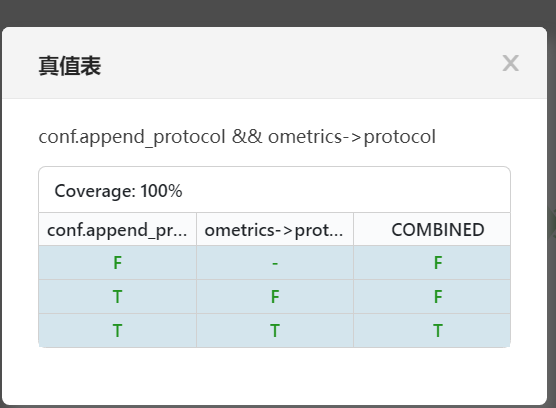 真值表 X
conf.append_protocol && ometrics->protocol
Coverage: 100%
conf.append_pr... ometrics->prot... COMBINED
F - F
T F F
T T T